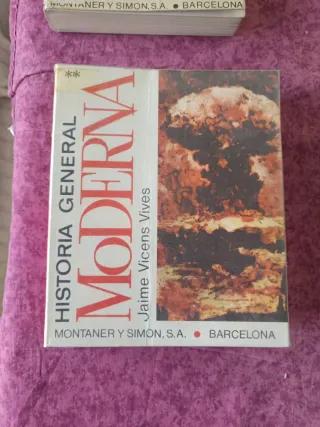 MONTANER Y SIMON, S.A. ● BARCELONA
**
HISTORIA GENERAL
MODERNA
Jaime Vicens Vives
MONTANER Y SIMON, S.A. ● BARCELONA